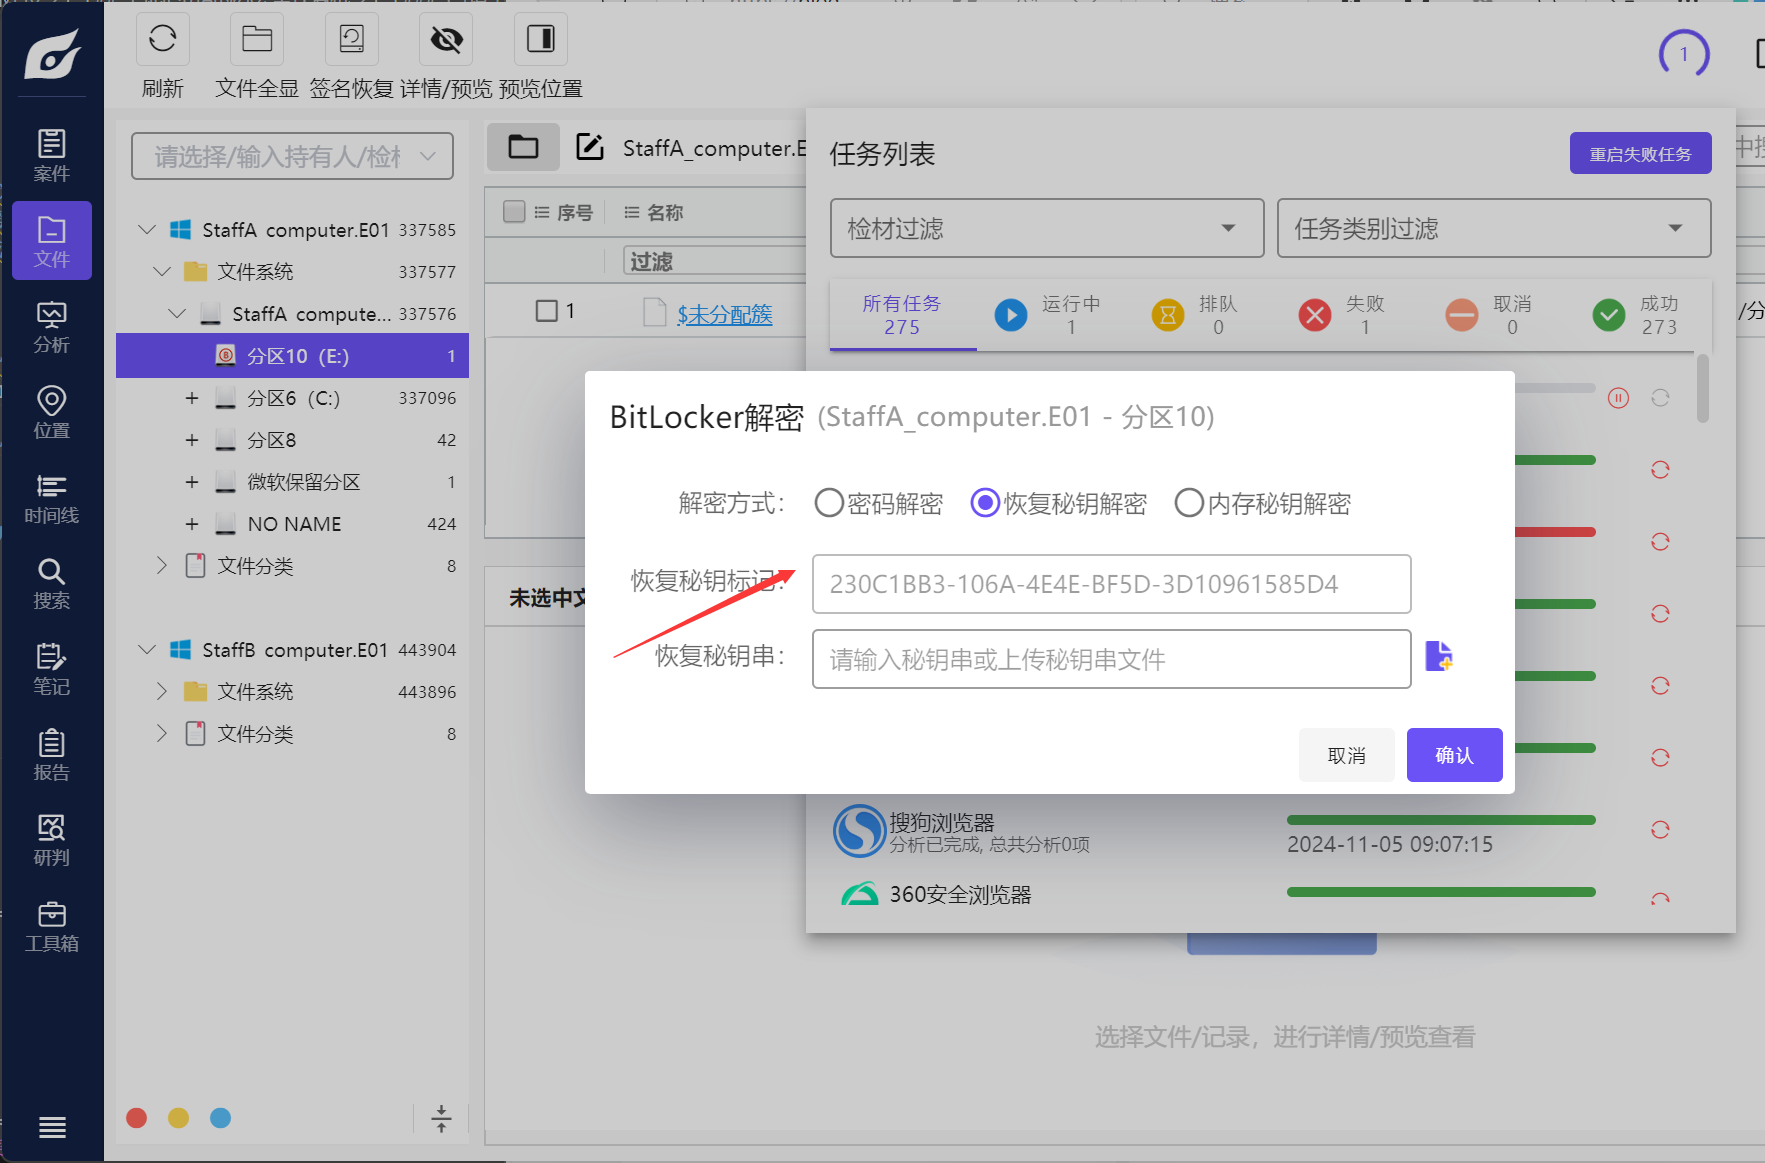 刷新
文件全显
签名恢复
详情/预览
预览位置
1
案件
文件
分析
位置
时间线
搜索
笔记
报告
研判
工具箱
请选择/输入持有人/检材
StaffA_computer.E01 337585
文件系统 337577
StaffA_compute... 337576
分区10 (E:) 1
分区6 (C:) 337096
分区8 42
微软保留分区 1
NO NAME 424
文件分类 8
StaffB_computer.E01 443904
文件系统 443896
文件分类 8
StaffA_computer.E
序号
名称
过滤
1
$未分配簇
未选中文
任务列表
重启失败任务
检材过滤
任务类别过滤
所有任务
275
运行中
1
排队
0
失败
1
取消
0
成功
273
/分
BitLocker解密 (StaffA_computer.E01 - 分区10)
解密方式:
密码解密
恢复秘钥解密
内存秘钥解密
恢复秘钥标记:
230C1BB3-106A-4E4E-BF5D-3D10961585D4
恢复秘钥串:
请输入秘钥串或上传秘钥串文件
取消
确认
搜狗浏览器
分析已完成, 总共分析0项
2024-11-05 09:07:15
360安全浏览器
选择文件/记录，进行详情/预览查看